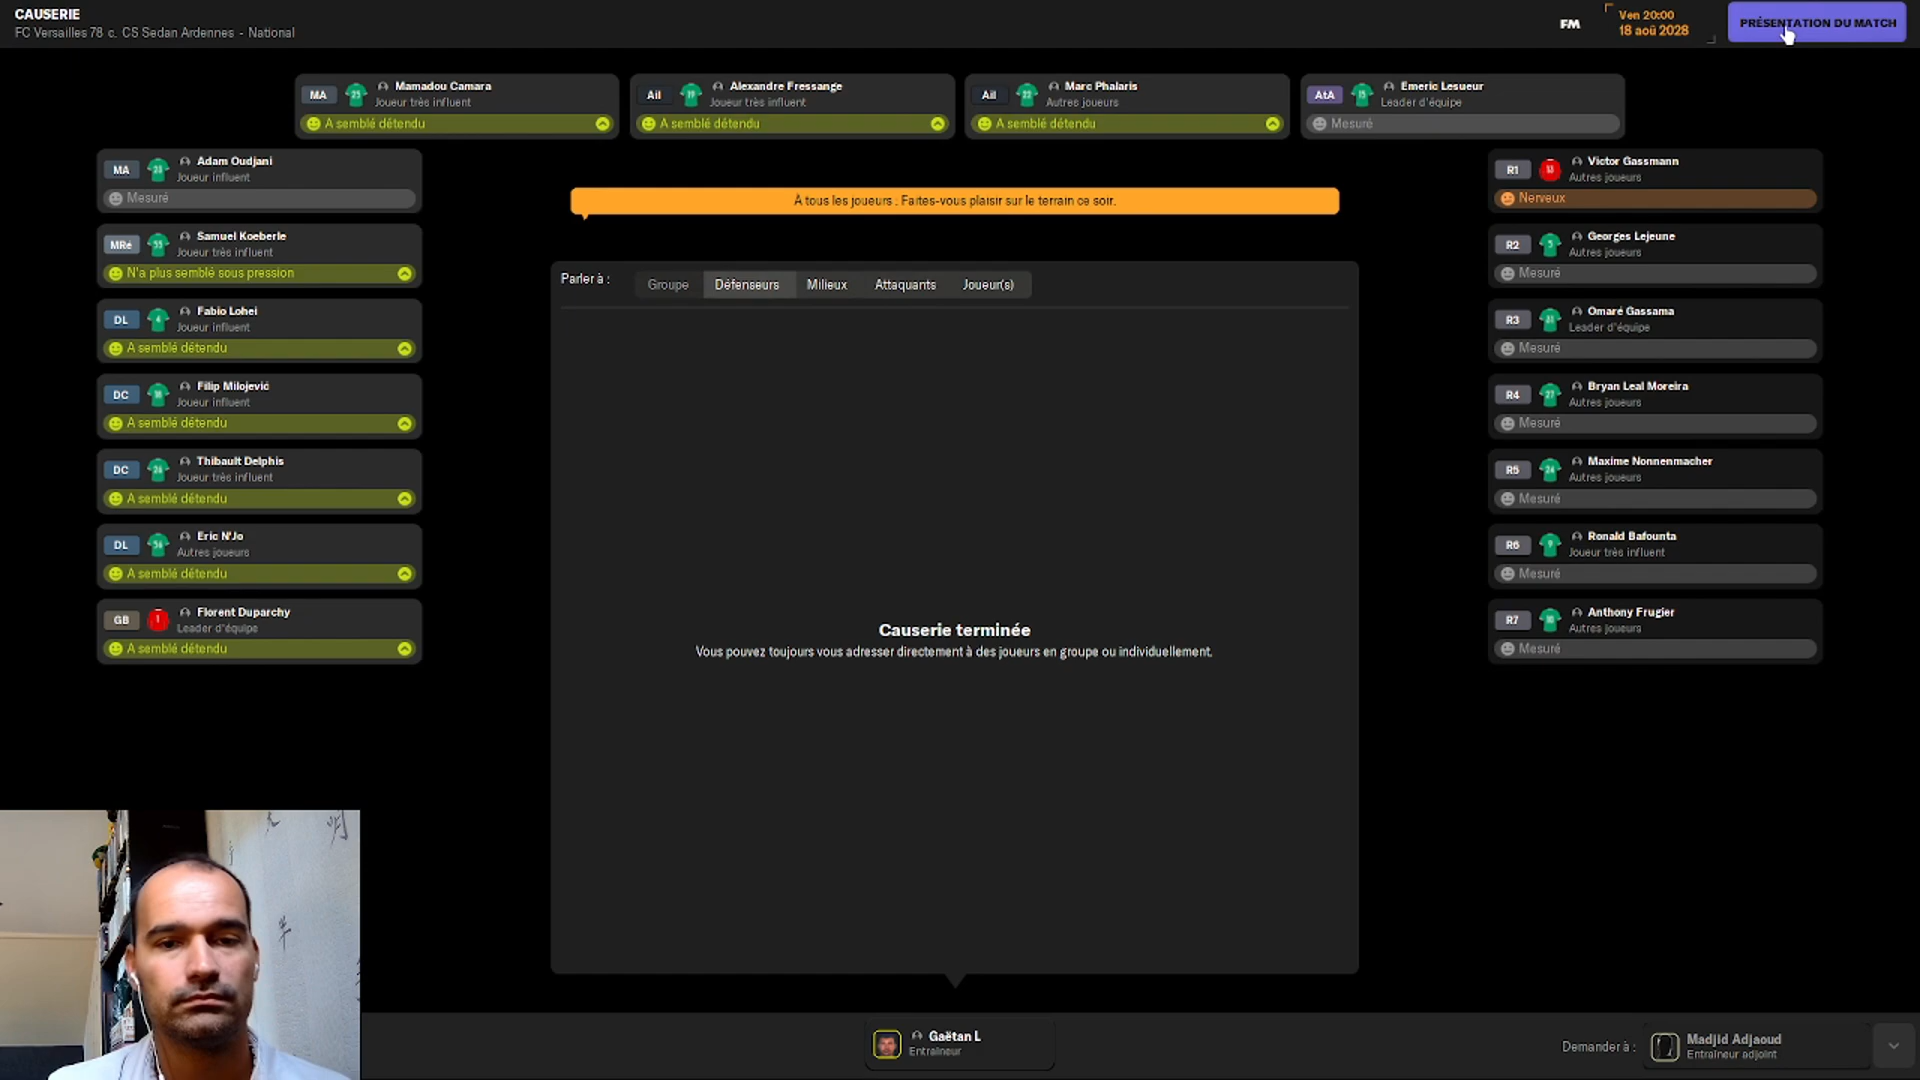 CAUSERIE
FC Versailles 78 c. CS Sedan Ardennes - National
FM
Ven 20:00
18 aoû 2028
PRÉSENTATION DU MATCH
MA
25
Mamadou Camara
Joueur très influent
A semblé détendu
Ail
Alexandre Fressange
Joueur très influent
A semblé détendu
Ail
22
Marc Phalaris
Autres joueurs
A semblé détendu
AtA
15
Emeric Lesueur
Leader d'équipe
Mesuré
MA
Adam Oudjani
Joueur influent
Mesuré
MRé
Samuel Koeberle
Joueur très influent
N'a plus semblé sous pression
DL
Fabio Lohei
Joueur influent
A semblé détendu
DC
Filip Milojević
Joueur influent
A semblé détendu
DC
Thibault Delphis
Joueur très influent
A semblé détendu
DL
Eric N'Jo
Autres joueurs
A semblé détendu
GB
1
Florent Duparchy
Leader d'équipe
A semblé détendu
À tous les joueurs : Faites-vous plaisir sur le terrain ce soir.
Parler à :
Groupe
Défenseurs
Milieux
Attaquants
Joueur(s)
Causerie terminée
Vous pouvez toujours vous adresser directement à des joueurs en groupe ou individuellement.
R1
Victor Gassmann
Autres joueurs
Nerveux
R2
5
Georges Lejeune
Autres joueurs
Mesuré
R3
Omaré Gassama
Leader d'équipe
Mesuré
R4
27
Bryan Leal Moreira
Autres joueurs
Mesuré
R5
24
Maxime Nonnenmacher
Autres joueurs
Mesuré
R6
9
Ronald Bafounta
Joueur très influent
Mesuré
R7
Anthony Frugier
Autres joueurs
Mesuré
Gaëtan L
Entraîneur
Demander à :
Madjid Adjaoud
Entraîneur adjoint